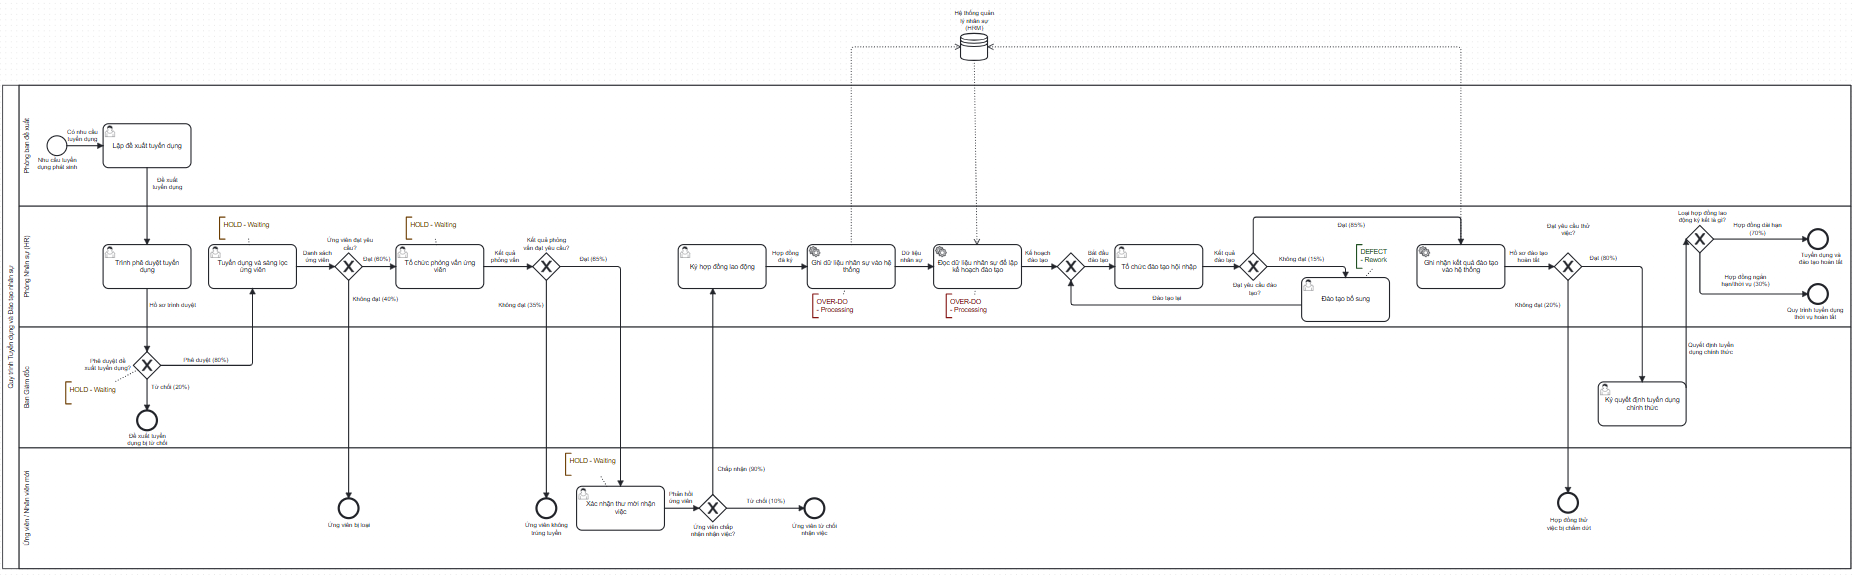 Hệ thống quản
lý nhân sự
(HRM)
Quy trình Tuyển dụng và Đào tạo nhân sự
Phòng ban đề xuất
Có nhu cầu
tuyển dụng
Nhu cầu tuyển
dụng phát sinh
Lập đề xuất tuyển dụng
Đề xuất
tuyển dụng
Phòng Nhân sự (HR)
Trình phê duyệt tuyển
dụng
Hồ sơ trình duyệt
HOLD - Waiting
Tuyển dụng và sàng lọc
ứng viên
Danh sách
ứng viên
Ứng viên đạt yêu
cầu?
Đạt (60%)
Không đạt (40%)
HOLD - Waiting
Tổ chức phỏng vấn ứng
viên
Kết quả
phỏng vấn
Kết quả phỏng
vấn đạt yêu cầu?
Đạt (65%)
Không đạt (35%)
Ký hợp đồng lao động
Hợp đồng
đã ký
Ghi dữ liệu nhân sự vào hệ
thống
OVER-DO
- Processing
Dữ liệu
nhân sự
Đọc dữ liệu nhân sự để lập
kế hoạch đào tạo
OVER-DO
- Processing
Kế hoạch
đào tạo
Bắt đầu
đào tạo
Tổ chức đào tạo hội nhập
Kết quả
đào tạo
Đạt yêu cầu đào
tạo?
Đạt (85%)
Không đạt (15%)
DEFECT
- Rework
Đào tạo bổ sung
Đào tạo lại
Ghi nhận kết quả đào tạo
vào hệ thống
Hồ sơ đào tạo
hoàn tất
Đạt yêu cầu thử
việc?
Đạt (80%)
Không đạt (20%)
Loại hợp đồng lao
động ký kết là gì?
Hợp đồng dài hạn
(70%)
Tuyển dụng và
đào tạo hoàn tất
Hợp đồng ngắn
hạn/thời vụ (30%)
Quy trình tuyển dụng
thời vụ hoàn tất
Ban Giám đốc
Phê duyệt đề
xuất tuyển dụng?
Phê duyệt (80%)
HOLD - Waiting
Từ chối (20%)
Đề xuất tuyển
dụng bị từ chối
Quyết định tuyển
dụng chính thức
Ký quyết định tuyển dụng
chính thức
Ứng viên / Nhân viên mới
Ứng viên bị loại
Ứng viên không
trúng tuyển
HOLD - Waiting
Xác nhận thư mời nhận
việc
Phản hồi
ứng viên
Chấp nhận (90%)
Ứng viên chấp
nhận nhận việc?
Từ chối (10%)
Ứng viên từ chối
nhận việc
Hợp đồng thử
việc bị chấm dứt